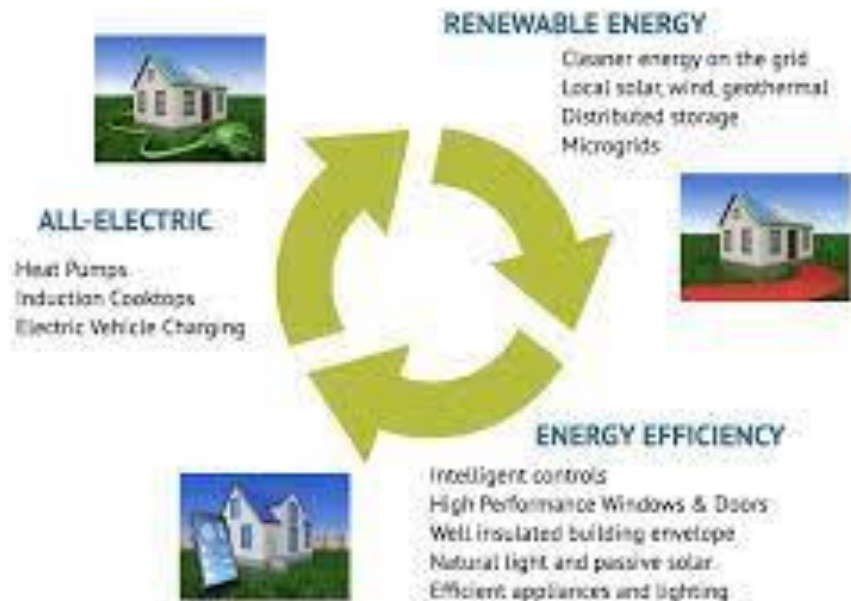 RENEWABLE ENERGY
Cleaner energy on the grid
Local solar, wind, geothermal
Distributed storage
Microgrids
ALL-ELECTRIC
Heat Pumps
Induction Cooktops
Electric Vehicle Charging
ENERGY EFFICIENCY
Intelligent controls
High Performance Windows & Doors
Well insulated building envelope
Natural light and passive solar
Efficient appliances and lighting